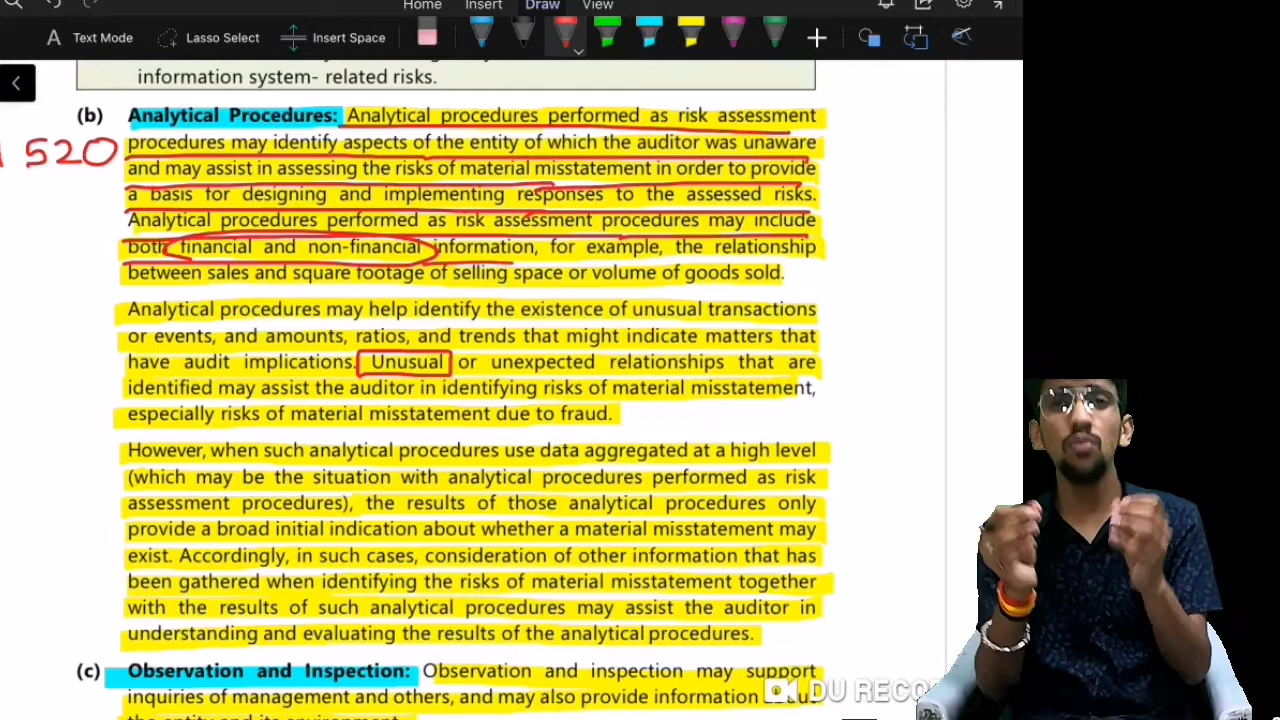 Home Insert Draw View
Text Mode Lasso Select Insert Space
information system- related risks.
(b) Analytical Procedures: Analytical procedures performed as risk assessment
520 procedures may identify aspects of the entity of which the auditor was unaware
and may assist in assessing the risks of material misstatement in order to provide
a basis for designing and implementing responses to the assessed risks.
Analytical procedures performed as risk assessment procedures may include
both financial and non-financial information, for example, the relationship
between sales and square footage of selling space or volume of goods sold.
Analytical procedures may help identify the existence of unusual transactions
or events, and amounts, ratios, and trends that might indicate matters that
have audit implications. Unusual or unexpected relationships that are
identified may assist the auditor in identifying risks of material misstatement,
especially risks of material misstatement due to fraud.
However, when such analytical procedures use data aggregated at a high level
(which may be the situation with analytical procedures performed as risk
assessment procedures), the results of those analytical procedures only
provide a broad initial indication about whether a material misstatement may
exist. Accordingly, in such cases, consideration of other information that has
been gathered when identifying the risks of material misstatement together
with the results of such analytical procedures may assist the auditor in
understanding and evaluating the results of the analytical procedures.
(c) Observation and Inspection: Observation and inspection may support
inquiries of management and others, and may also provide information
the entity and its environment.
DU RECO